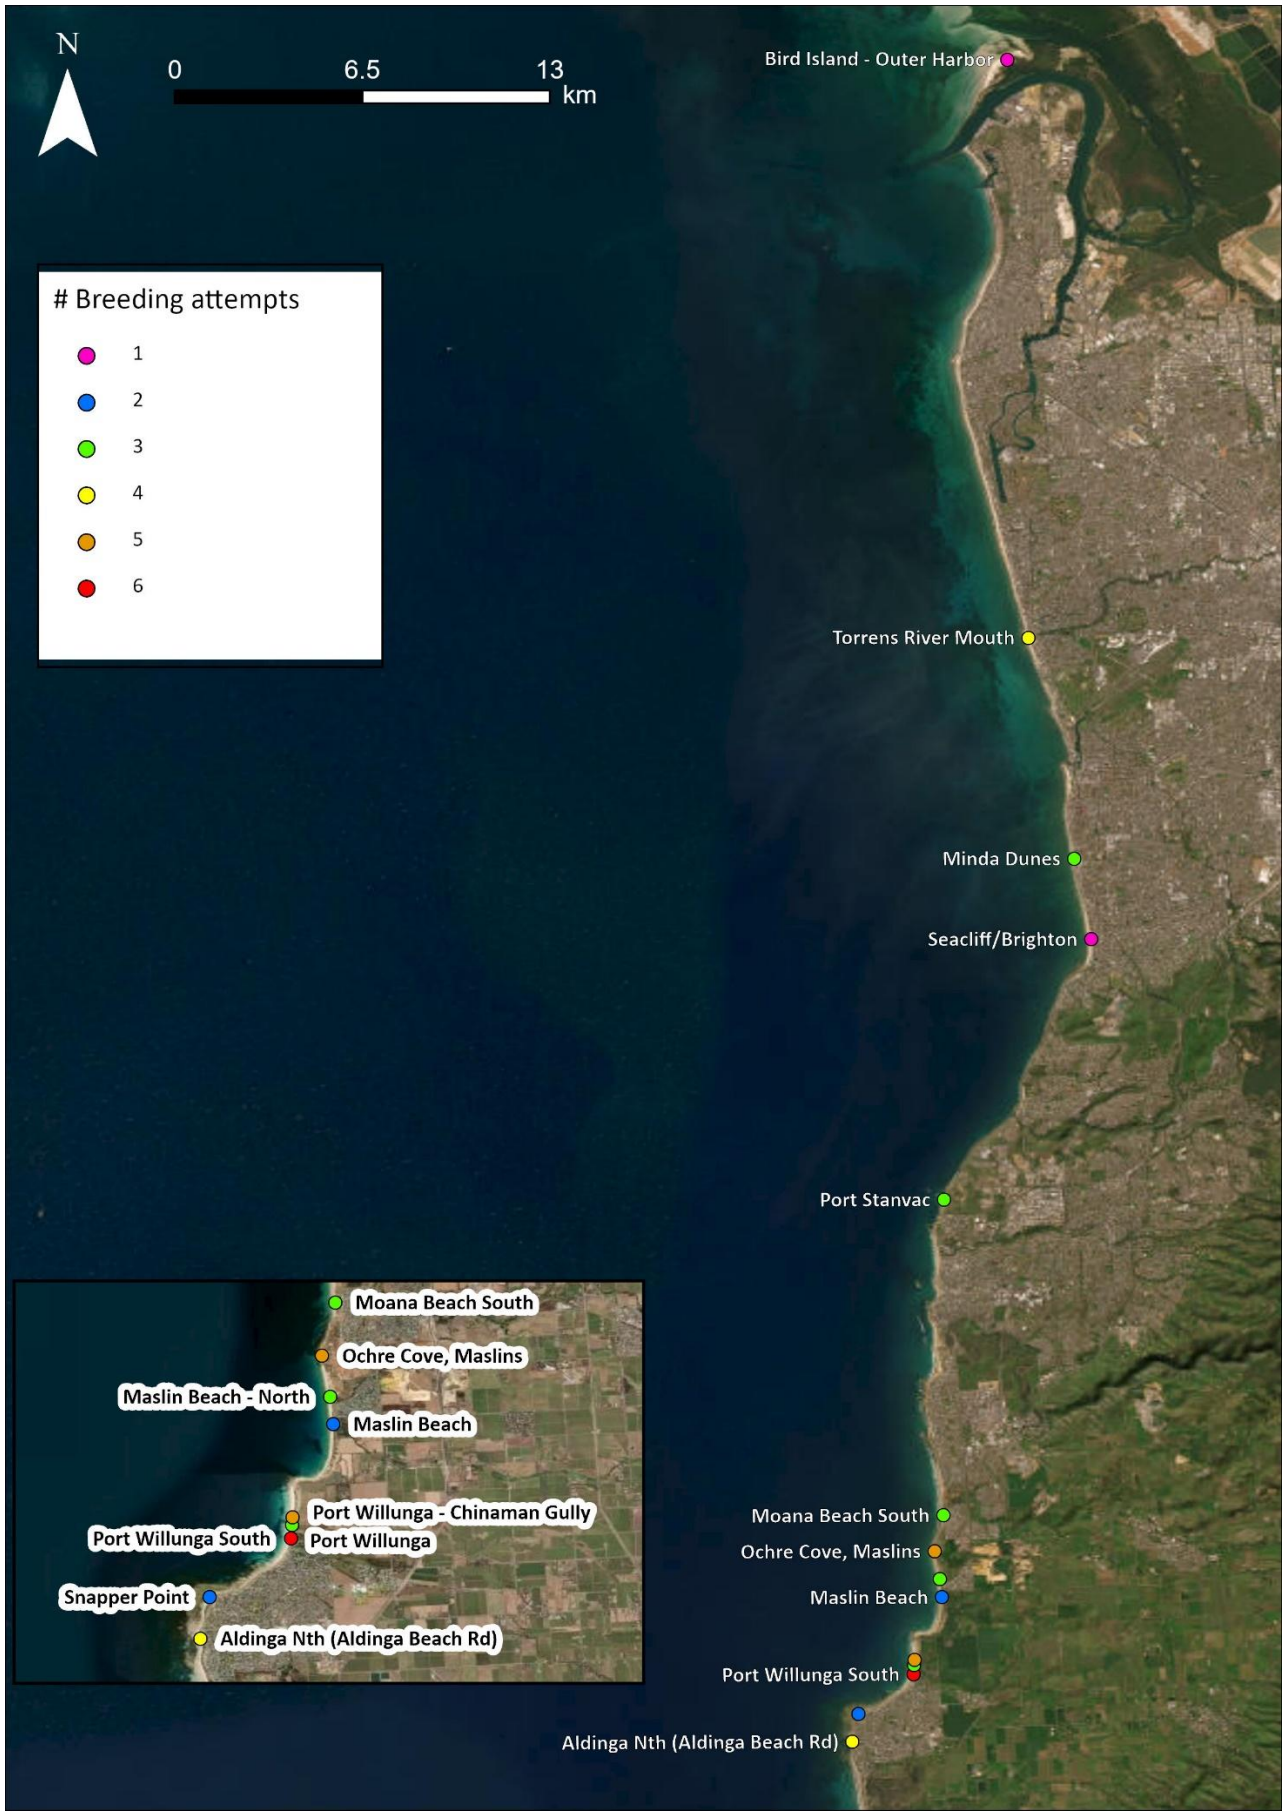 N
0 6.5 13
km
Bird Island - Outer Harbor
# Breeding attempts
1
2
3
4
5
6
Torrens River Mouth
Minda Dunes
Seacliff/Brighton
Port Stanvac
Moana Beach South
Ochre Cove, Maslins
Maslin Beach - North
Maslin Beach
Port Willunga - Chinaman Gully
Port Willunga South
Port Willunga
Snapper Point
Aldinga Nth (Aldinga Beach Rd)
Moana Beach South
Ochre Cove, Maslins
Maslin Beach
Port Willunga South
Aldinga Nth (Aldinga Beach Rd)